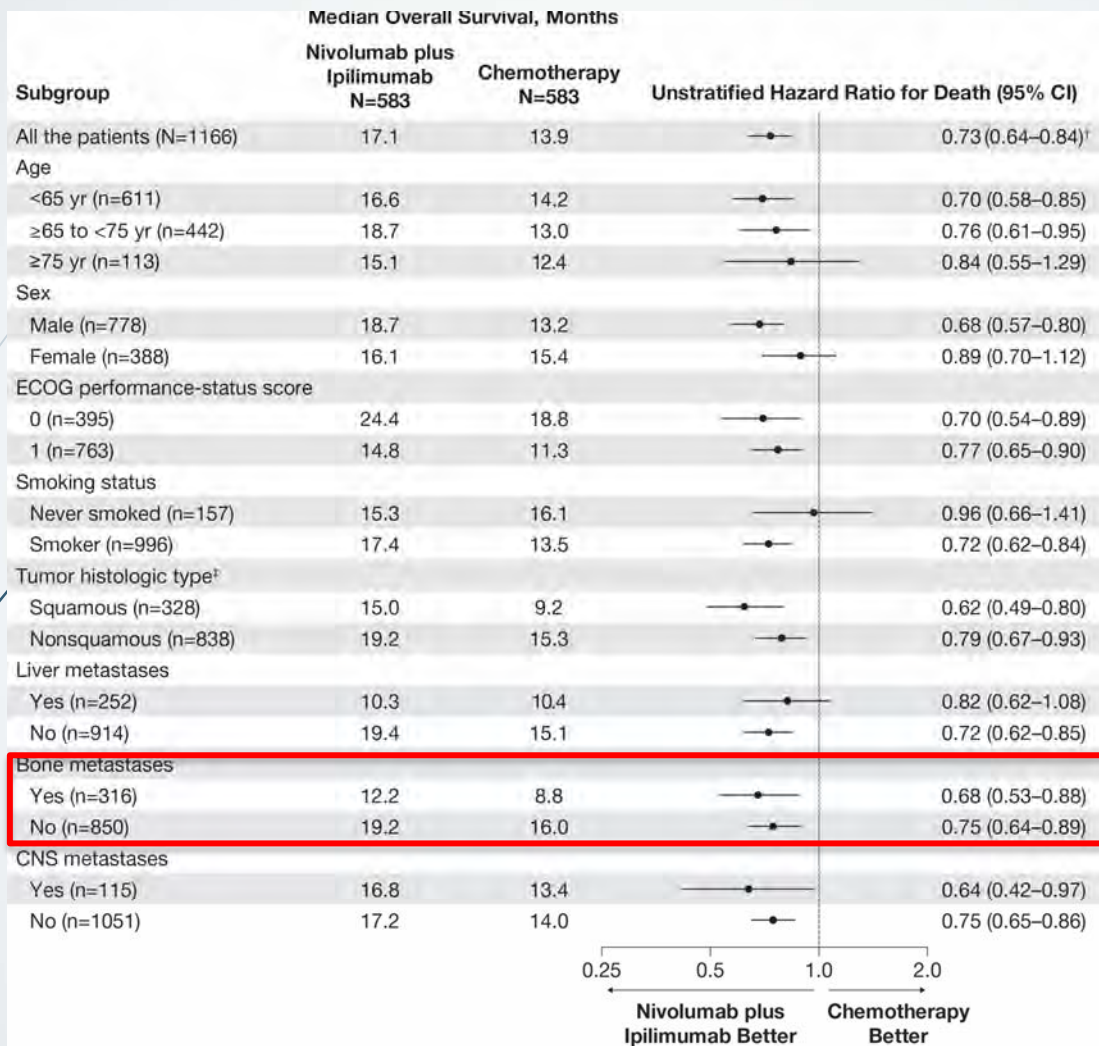 Median Overall Survival, Months
Subgroup Nivolumab plus Ipilimumab N=583 Chemotherapy N=583 Unstratified Hazard Ratio for Death (95% CI)
All the patients (N=1166) 17.1 13.9 0.73 (0.64–0.84)†
Age
<65 yr (n=611) 16.6 14.2 0.70 (0.58–0.85)
≥65 to <75 yr (n=442) 18.7 13.0 0.76 (0.61–0.95)
≥75 yr (n=113) 15.1 12.4 0.84 (0.55–1.29)
Sex
Male (n=778) 18.7 13.2 0.68 (0.57–0.80)
Female (n=388) 16.1 15.4 0.89 (0.70–1.12)
ECOG performance-status score
0 (n=395) 24.4 18.8 0.70 (0.54–0.89)
1 (n=763) 14.8 11.3 0.77 (0.65–0.90)
Smoking status
Never smoked (n=157) 15.3 16.1 0.96 (0.66–1.41)
Smoker (n=996) 17.4 13.5 0.72 (0.62–0.84)
Tumor histologic type‡
Squamous (n=328) 15.0 9.2 0.62 (0.49–0.80)
Nonsquamous (n=838) 19.2 15.3 0.79 (0.67–0.93)
Liver metastases
Yes (n=252) 10.3 10.4 0.82 (0.62–1.08)
No (n=914) 19.4 15.1 0.72 (0.62–0.85)
Bone metastases
Yes (n=316) 12.2 8.8 0.68 (0.53–0.88)
No (n=850) 19.2 16.0 0.75 (0.64–0.89)
CNS metastases
Yes (n=115) 16.8 13.4 0.64 (0.42–0.97)
No (n=1051) 17.2 14.0 0.75 (0.65–0.86)
0.25 0.5 1.0 2.0
Nivolumab plus Ipilimumab Better Chemotherapy Better